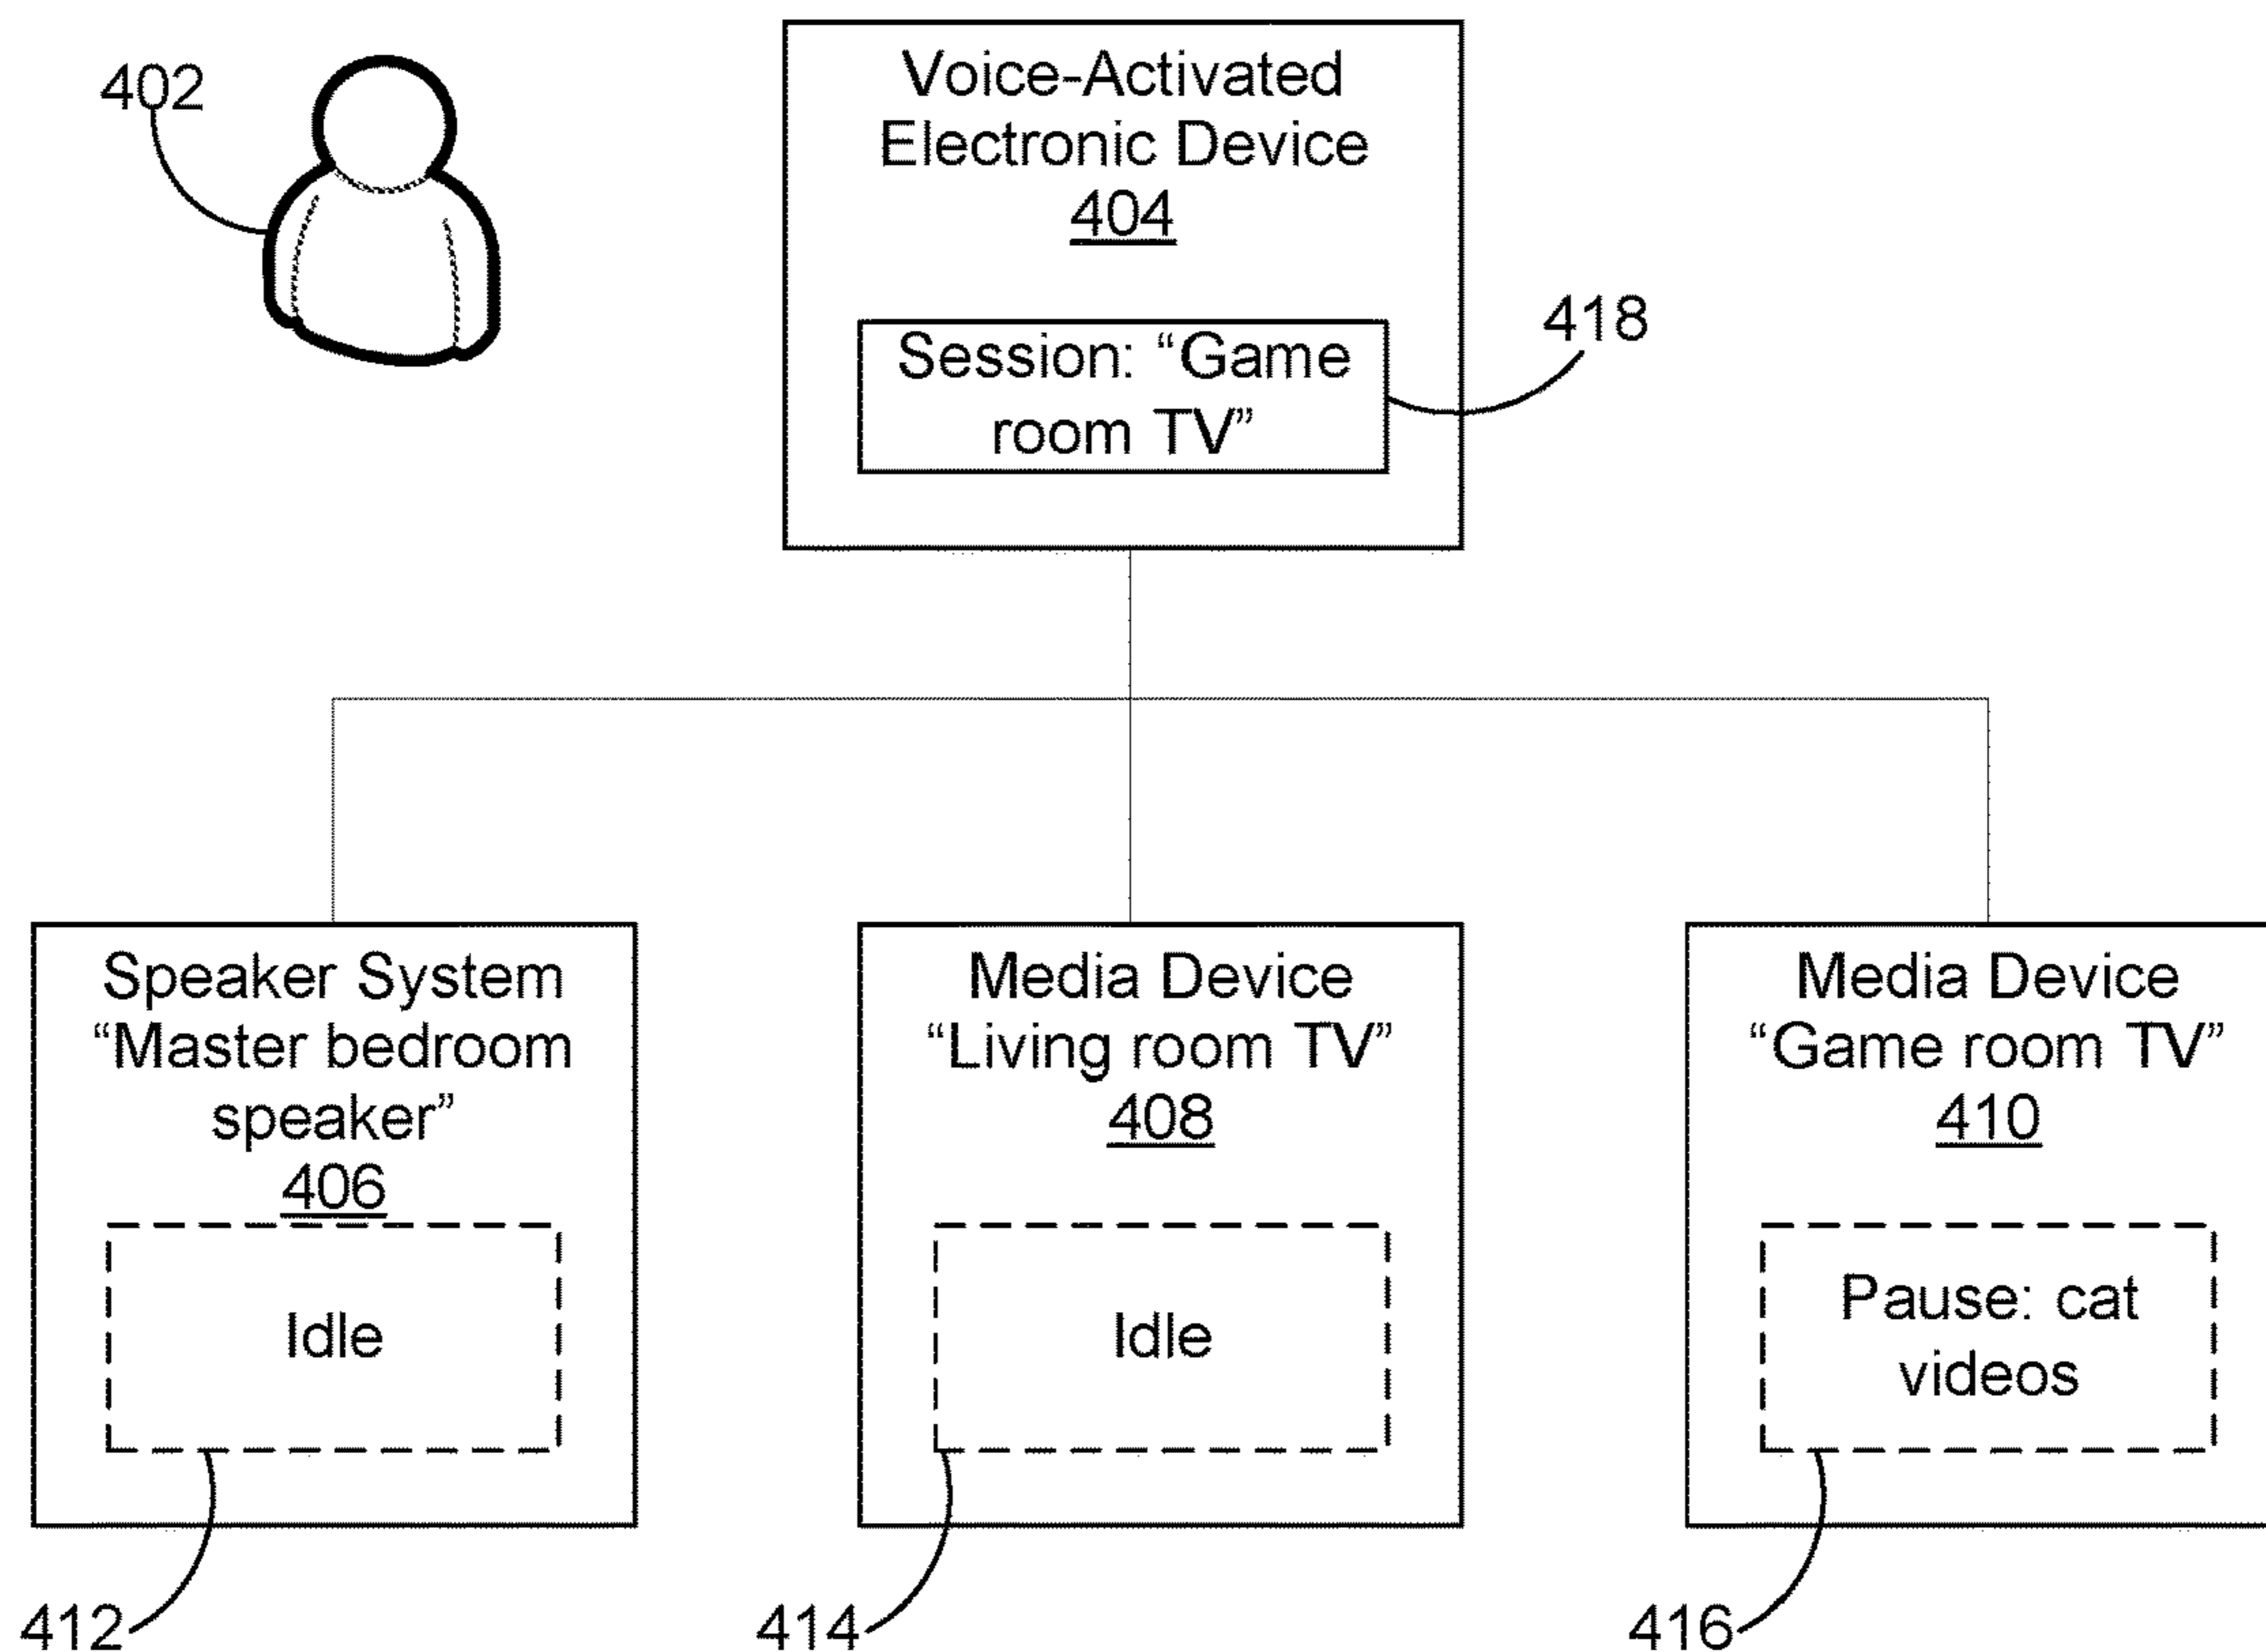 402
Voice-Activated
Electronic Device
404
Session: “Game
room TV”
418
Speaker System
“Master bedroom
speaker”
406
Idle
412
Media Device
“Living room TV”
408
Idle
414
Media Device
“Game room TV”
410
Pause: cat
videos
416